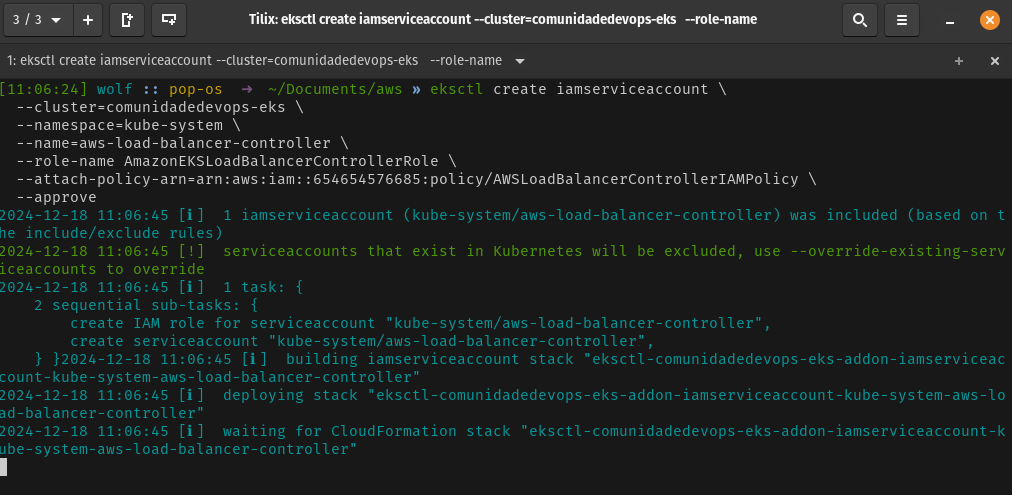 3 / 3
Tilix: eksctl create iamserviceaccount --cluster=comunidadedevops-eks --role-name
1: eksctl create iamserviceaccount --cluster=comunidadedevops-eks --role-name
[11:06:24] wolf :: pop-os ➜ ~/Documents/aws » eksctl create iamserviceaccount \
--cluster=comunidadedevops-eks \
--namespace=kube-system \
--name=aws-load-balancer-controller \
--role-name AmazonEKSLoadBalancerControllerRole \
--attach-policy-arn=arn:aws:iam::654654576685:policy/AWSLoadBalancerControllerIAMPolicy \
--approve
2024-12-18 11:06:45 [ℹ]  1 iamserviceaccount (kube-system/aws-load-balancer-controller) was included (based on t
he include/exclude rules)
2024-12-18 11:06:45 [!]  serviceaccounts that exist in Kubernetes will be excluded, use --override-existing-serv
iceaccounts to override
2024-12-18 11:06:45 [ℹ]  1 task: {
2 sequential sub-tasks: {
create IAM role for serviceaccount "kube-system/aws-load-balancer-controller",
create serviceaccount "kube-system/aws-load-balancer-controller",
} }2024-12-18 11:06:45 [ℹ]  building iamserviceaccount stack "eksctl-comunidadedevops-eks-addon-iamserviceac
count-kube-system-aws-load-balancer-controller"
2024-12-18 11:06:45 [ℹ]  deploying stack "eksctl-comunidadedevops-eks-addon-iamserviceaccount-kube-system-aws-lo
ad-balancer-controller"
2024-12-18 11:06:45 [ℹ]  waiting for CloudFormation stack "eksctl-comunidadedevops-eks-addon-iamserviceaccount-k
ube-system-aws-load-balancer-controller"